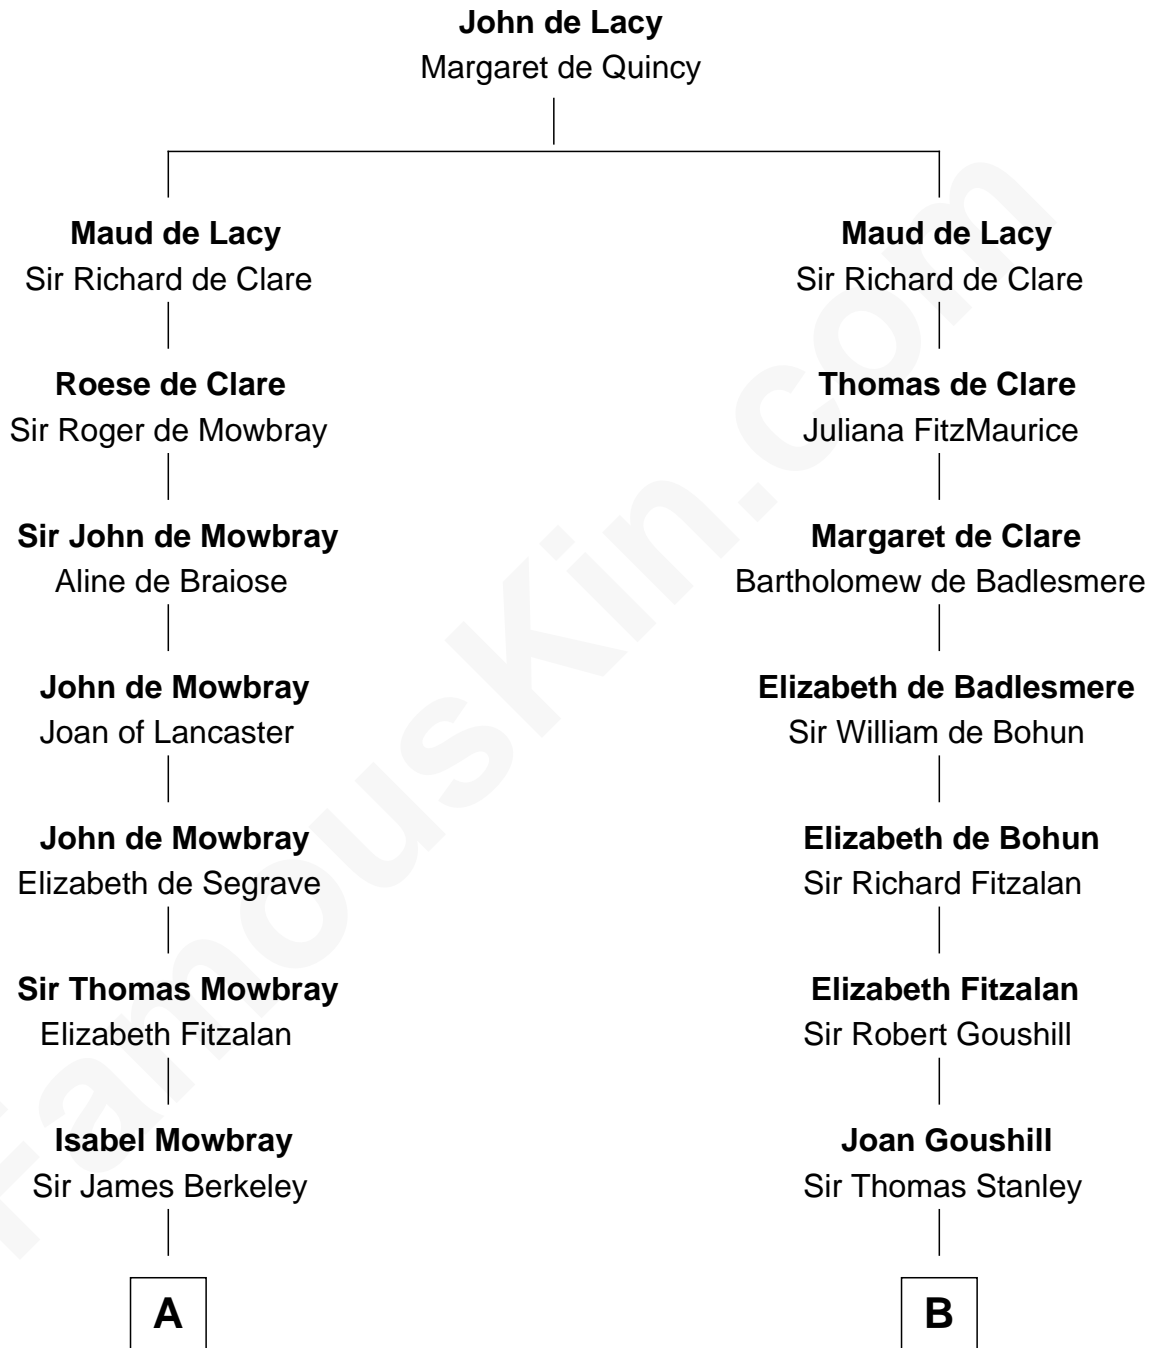 John de Lacy
Margaret de Quincy
Maud de Lacy
Sir Richard de Clare
Maud de Lacy
Sir Richard de Clare
Roese de Clare
Sir Roger de Mowbray
Thomas de Clare
Juliana FitzMaurice
Sir John de Mowbray
Aline de Braiose
Margaret de Clare
Bartholomew de Badlesmere
John de Mowbray
Joan of Lancaster
Elizabeth de Badlesmere
Sir William de Bohun
John de Mowbray
Elizabeth de Segrave
Elizabeth de Bohun
Sir Richard Fitzalan
Sir Thomas Mowbray
Elizabeth Fitzalan
Elizabeth Fitzalan
Sir Robert Goushill
Isabel Mowbray
Sir James Berkeley
Joan Goushill
Sir Thomas Stanley
A
B
FamousKin.com